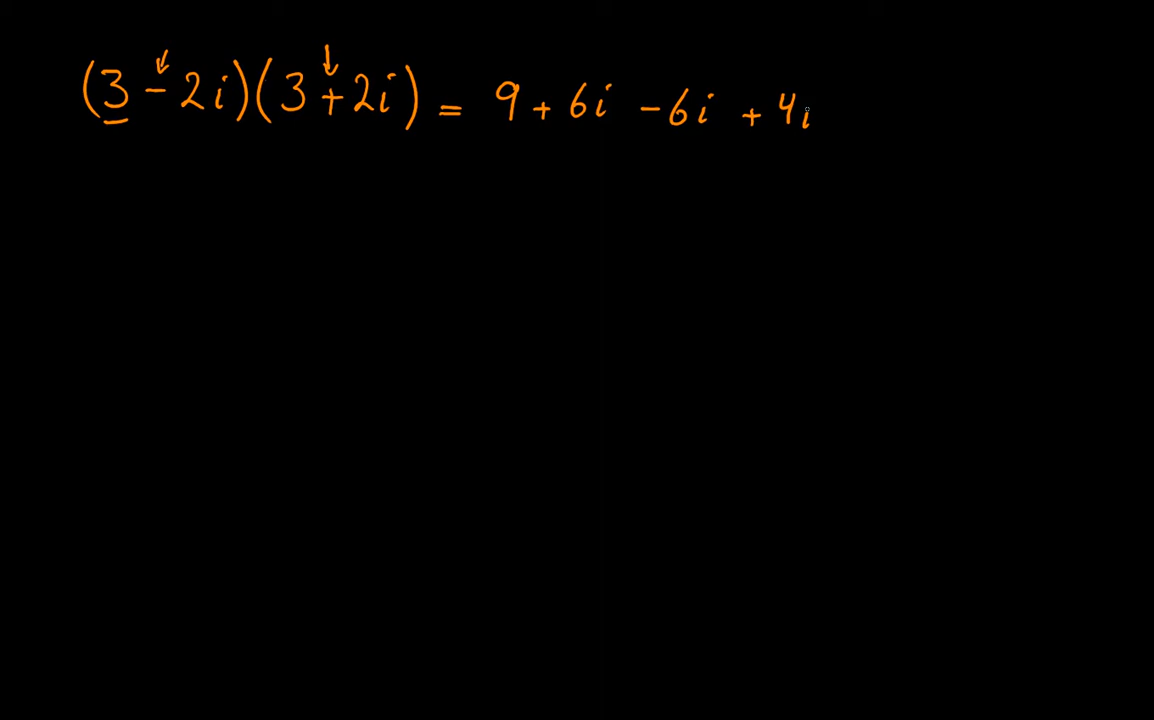 (3 - 2i)(3 + 2i) = 9 + 6i - 6i + 4i